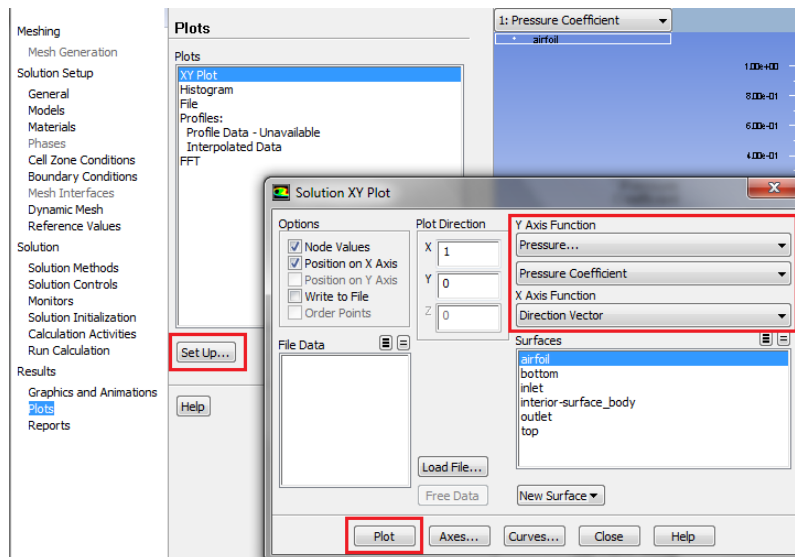 Meshing
Mesh Generation
Solution Setup
General
Models
Materials
Phases
Cell Zone Conditions
Boundary Conditions
Mesh Interfaces
Dynamic Mesh
Reference Values
Solution
Solution Methods
Solution Controls
Monitors
Solution Initialization
Calculation Activities
Run Calculation
Results
Graphics and Animations
Plots
Reports
Plots
Plots
XY Plot
Histogram
File
Profiles:
Profile Data - Unavailable
Interpolated Data
FFT
Set Up...
Help
1: Pressure Coefficient
airfoil
1.00e+00
8.00e-01
6.00e-01
4.00e-01
Solution XY Plot
Options
Node Values
Position on X Axis
Position on Y Axis
Write to File
Order Points
Plot Direction
X 1
Y 0
Z 0
Y Axis Function
Pressure...
Pressure Coefficient
X Axis Function
Direction Vector
File Data
Surfaces
airfoil
bottom
inlet
interior-surface_body
outlet
top
Load File...
Free Data
New Surface
Plot
Axes...
Curves...
Close
Help